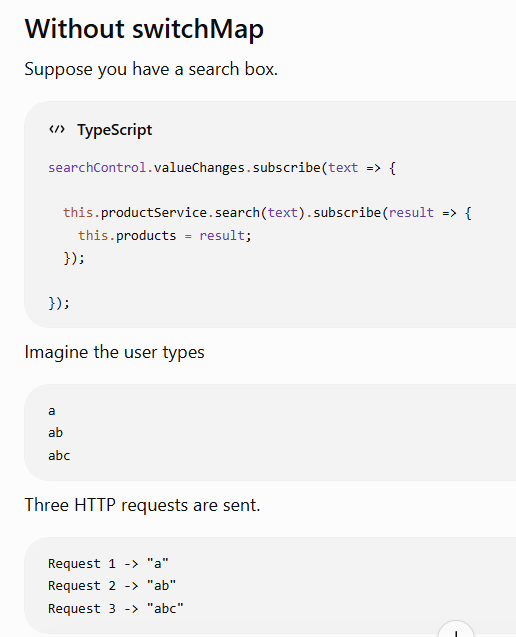 Without switchMap
Suppose you have a search box.
</> TypeScript
searchControl.valueChanges.subscribe(text => {
this.productService.search(text).subscribe(result => {
this.products = result;
});
});
Imagine the user types
a
ab
abc
Three HTTP requests are sent.
Request 1 -> "a"
Request 2 -> "ab"
Request 3 -> "abc"